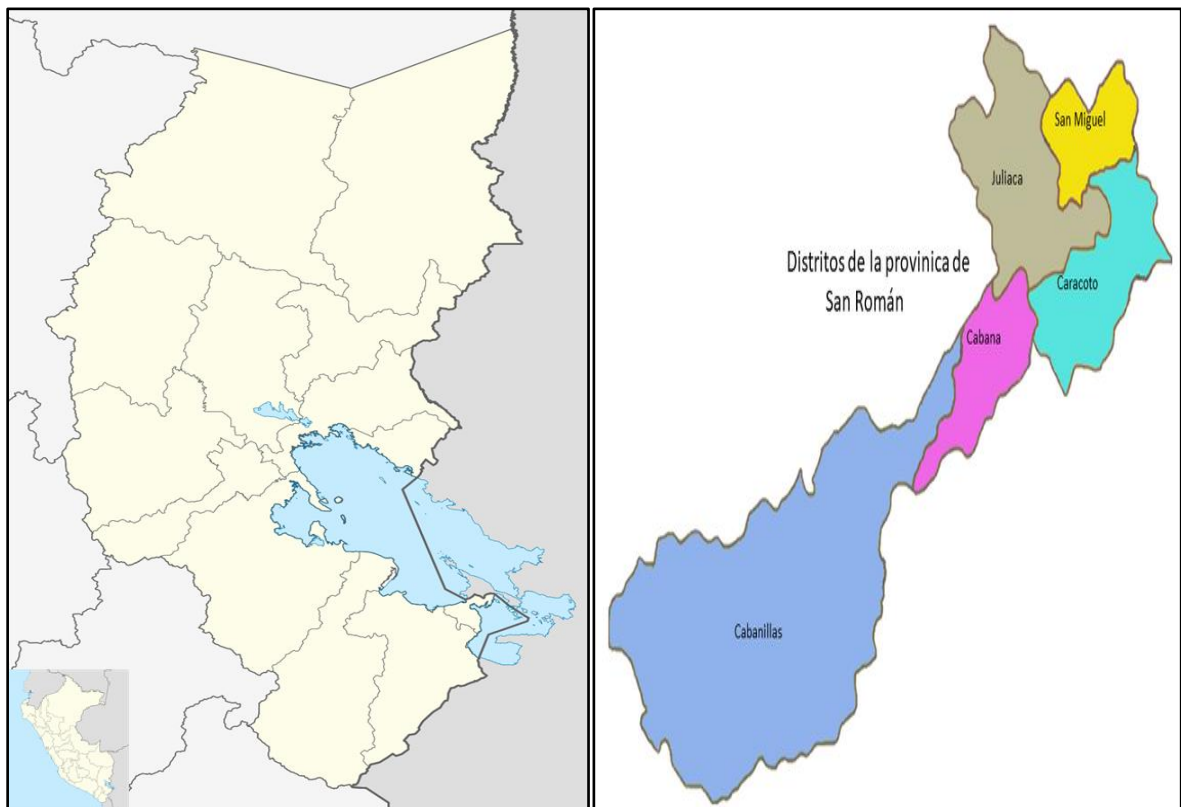 San Miguel
Juliaca
Distritos de la provinica de
San Román
Caracoto
Cabana
Cabanillas